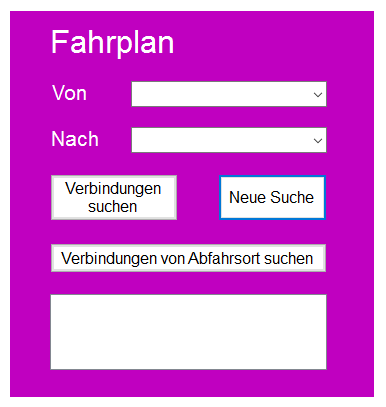 Fahrplan
Von
Nach
Verbindungen
suchen
Neue Suche
Verbindungen von Abfahrsort suchen